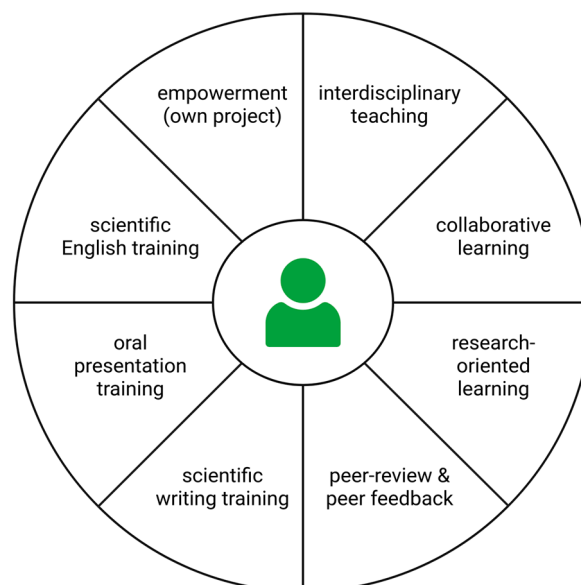 empowerment
(own project)
interdisciplinary
teaching
collaborative
learning
research-
oriented
learning
peer-review &
peer feedback
scientific
writing training
oral
presentation
training
scientific
English training